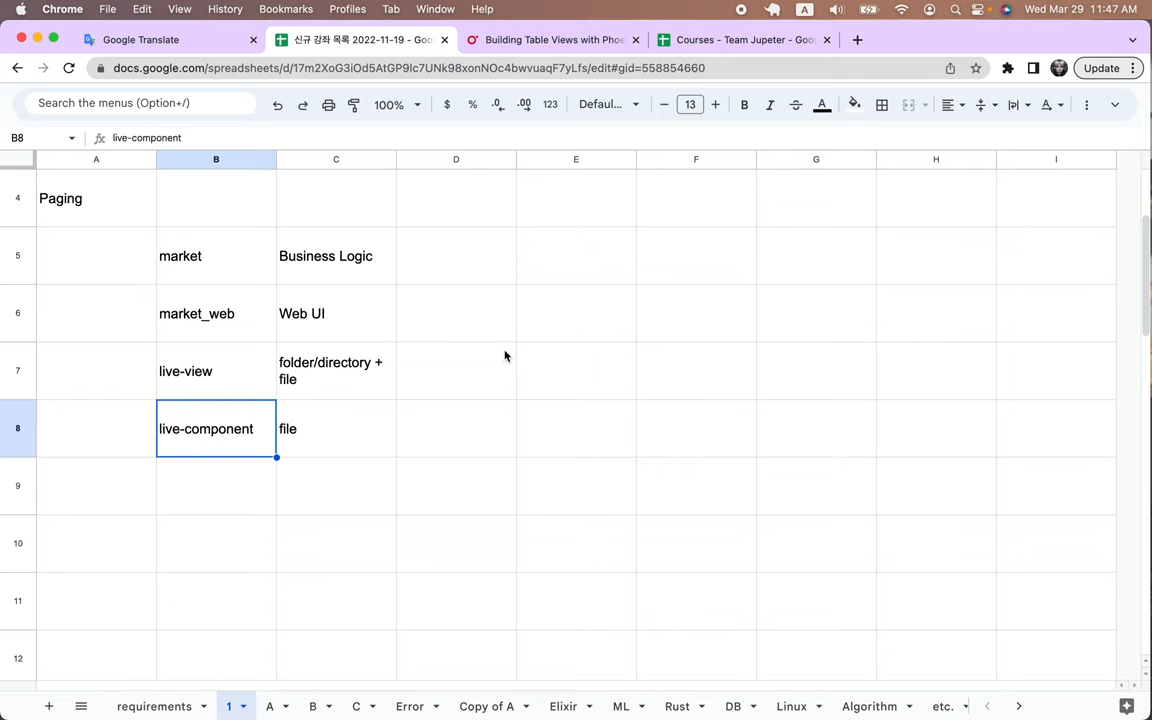 Chrome File Edit View History Bookmarks Profiles Tab Window Help A Wed Mar 29 11:47 AM
Google Translate 신규 강좌 목록 2022-11-19 - Goo Building Table Views with Phoe Courses - Team Jupeter - Goog
docs.google.com/spreadsheets/d/17m2XoG3iOd5AtGP9lc7UNk98xonNOc4bwvuaqF7yLfs/edit#gid=558854660 Update
Search the menus (Option+/) 100% $ % .0 .00 123 Defaul... 13 B I S A A
B8 fx live-component
A B C D E F G H I
4 Paging
5 market Business Logic
6 market_web Web UI
7 live-view folder/directory +
file
8 live-component file
9
10
11
12
requirements 1 A B C Error Copy of A Elixir ML Rust DB Linux Algorithm etc.